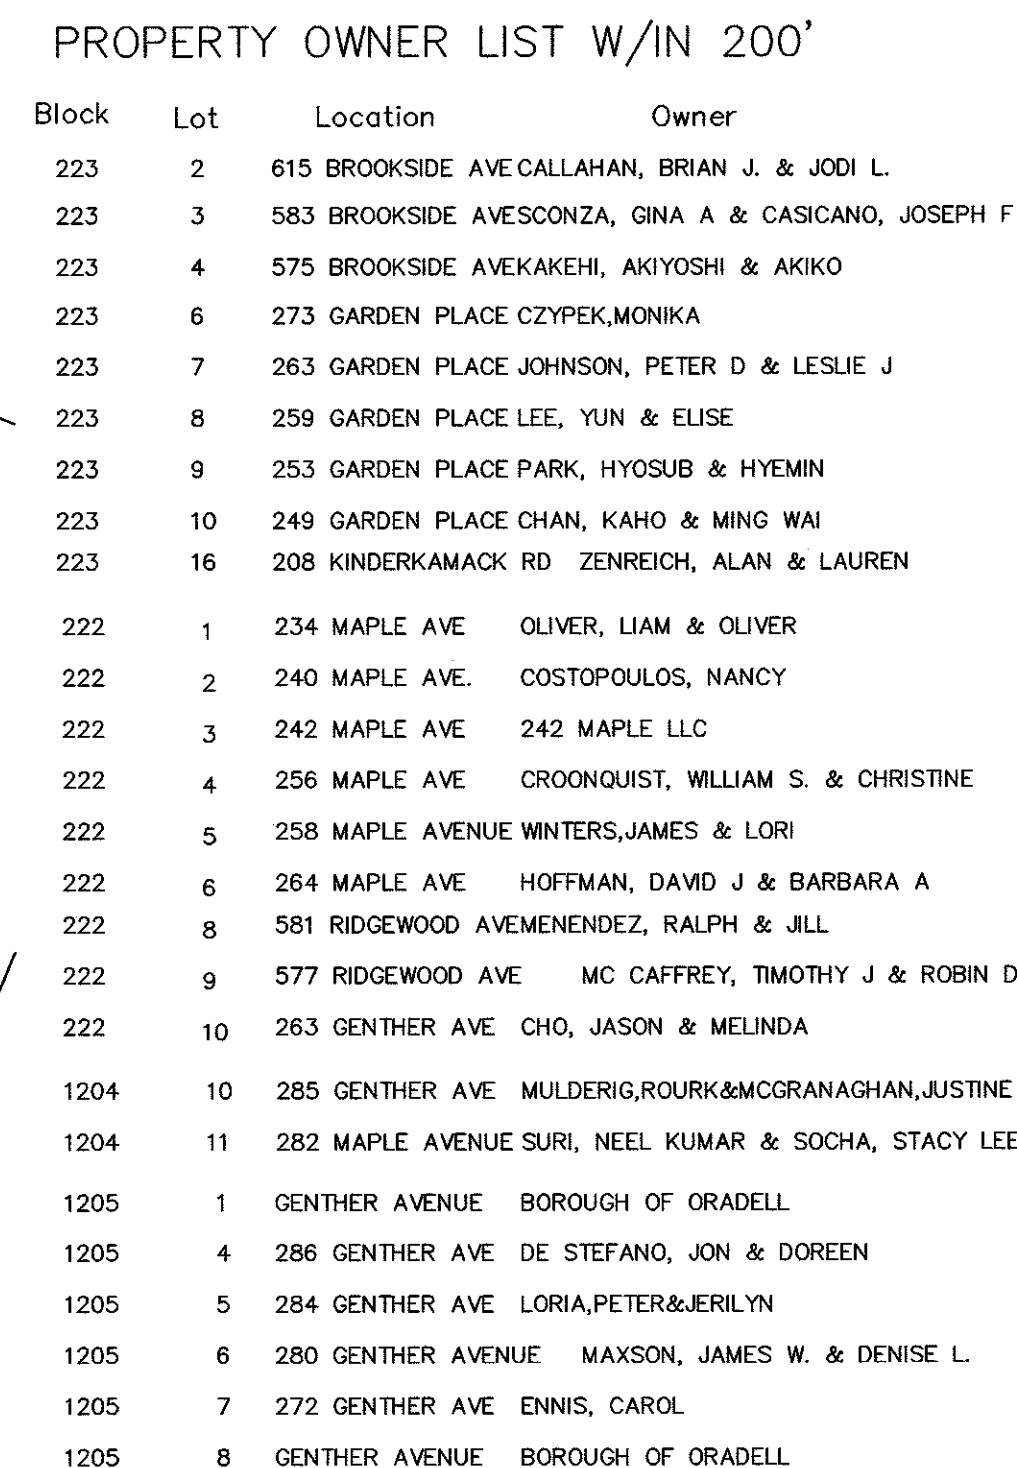 PROPERTY OWNER LIST W/IN 200'
Block Lot Location Owner
223 2 615 BROOKSIDE AVE CALLAHAN, BRIAN J. & JODI L.
223 3 583 BROOKSIDE AVE SCONZA, GINA A & CASICANO, JOSEPH F
223 4 575 BROOKSIDE AVE KAKEHI, AKIYOSHI & AKIKO
223 6 273 GARDEN PLACE CZYPEK,MONIKA
223 7 263 GARDEN PLACE JOHNSON, PETER D & LESLIE J
223 8 259 GARDEN PLACE LEE, YUN & ELISE
223 9 253 GARDEN PLACE PARK, HYOSUB & HYEMIN
223 10 249 GARDEN PLACE CHAN, KAHO & MING WAI
223 16 208 KINDERKAMACK RD ZENREICH, ALAN & LAUREN
222 1 234 MAPLE AVE OLIVER, LIAM & OLIVER
222 2 240 MAPLE AVE. COSTOPOULOS, NANCY
222 3 242 MAPLE AVE 242 MAPLE LLC
222 4 256 MAPLE AVE CROONQUIST, WILLIAM S. & CHRISTINE
222 5 258 MAPLE AVENUE WINTERS,JAMES & LORI
222 6 264 MAPLE AVE HOFFMAN, DAVID J & BARBARA A
222 8 581 RIDGEWOOD AVE MENENDEZ, RALPH & JILL
222 9 577 RIDGEWOOD AVE MC CAFFREY, TIMOTHY J & ROBIN D
222 10 263 GENTHER AVE CHO, JASON & MELINDA
1204 10 285 GENTHER AVE MULDERIG,ROURK&MCGRANAGHAN,JUSTINE
1204 11 282 MAPLE AVENUE SURI, NEEL KUMAR & SOCHA, STACY LEE
1205 1 GENTHER AVENUE BOROUGH OF ORADELL
1205 4 286 GENTHER AVE DE STEFANO, JON & DOREEN
1205 5 284 GENTHER AVE LORIA,PETER&JERILYN
1205 6 280 GENTHER AVENUE MAXSON, JAMES W. & DENISE L.
1205 7 272 GENTHER AVE ENNIS, CAROL
1205 8 GENTHER AVENUE BOROUGH OF ORADELL